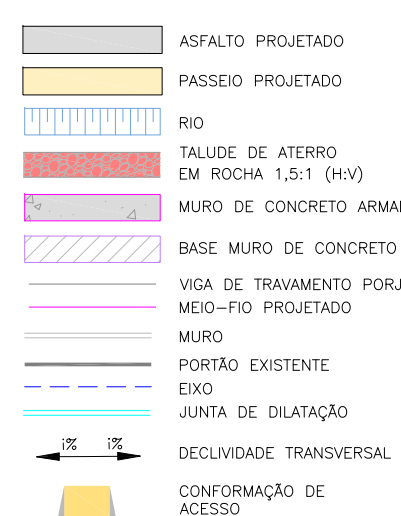 ASFALTO PROJETADO
PASSEIO PROJETADO
RIO
TALUDE DE ATERRO
EM ROCHA 1,5:1 (H:V)
MURO DE CONCRETO ARMA
BASE MURO DE CONCRETO
VIGA DE TRAVAMENTO PORJ
MEIO-FIO PROJETADO
MURO
PORTÃO EXISTENTE
EIXO
JUNTA DE DILATAÇÃO
i% i%
DECLIVIDADE TRANSVERSAL
CONFORMAÇÃO DE
ACESSO